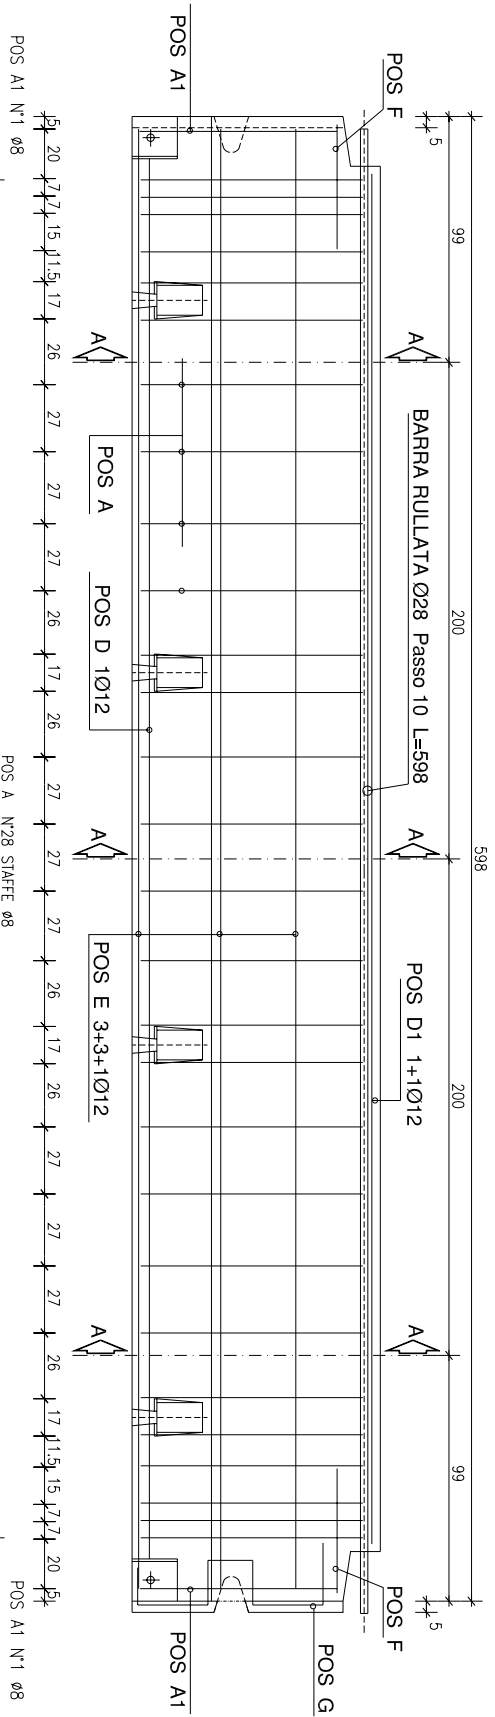 598
5
99
200
200
99
5
POS F
BARRA RULLATA Ø28 Passo 10 L=598
POS D1 1+1Ø12
POS F
A
A
A
POS G
POS A1
POS A
POS D 1Ø12
POS E 3+3+1Ø12
POS A1
A
A
A
5 20 7 7 15 11.5 17 26 27 27 27 26 17 26 27 27 27 26 17 26 27 27 27 26 17 11.5 15 7 7 20 5
POS A1 N°1 Ø8
POS A N°28 STAFFE Ø8
POS A1 N°1 Ø8